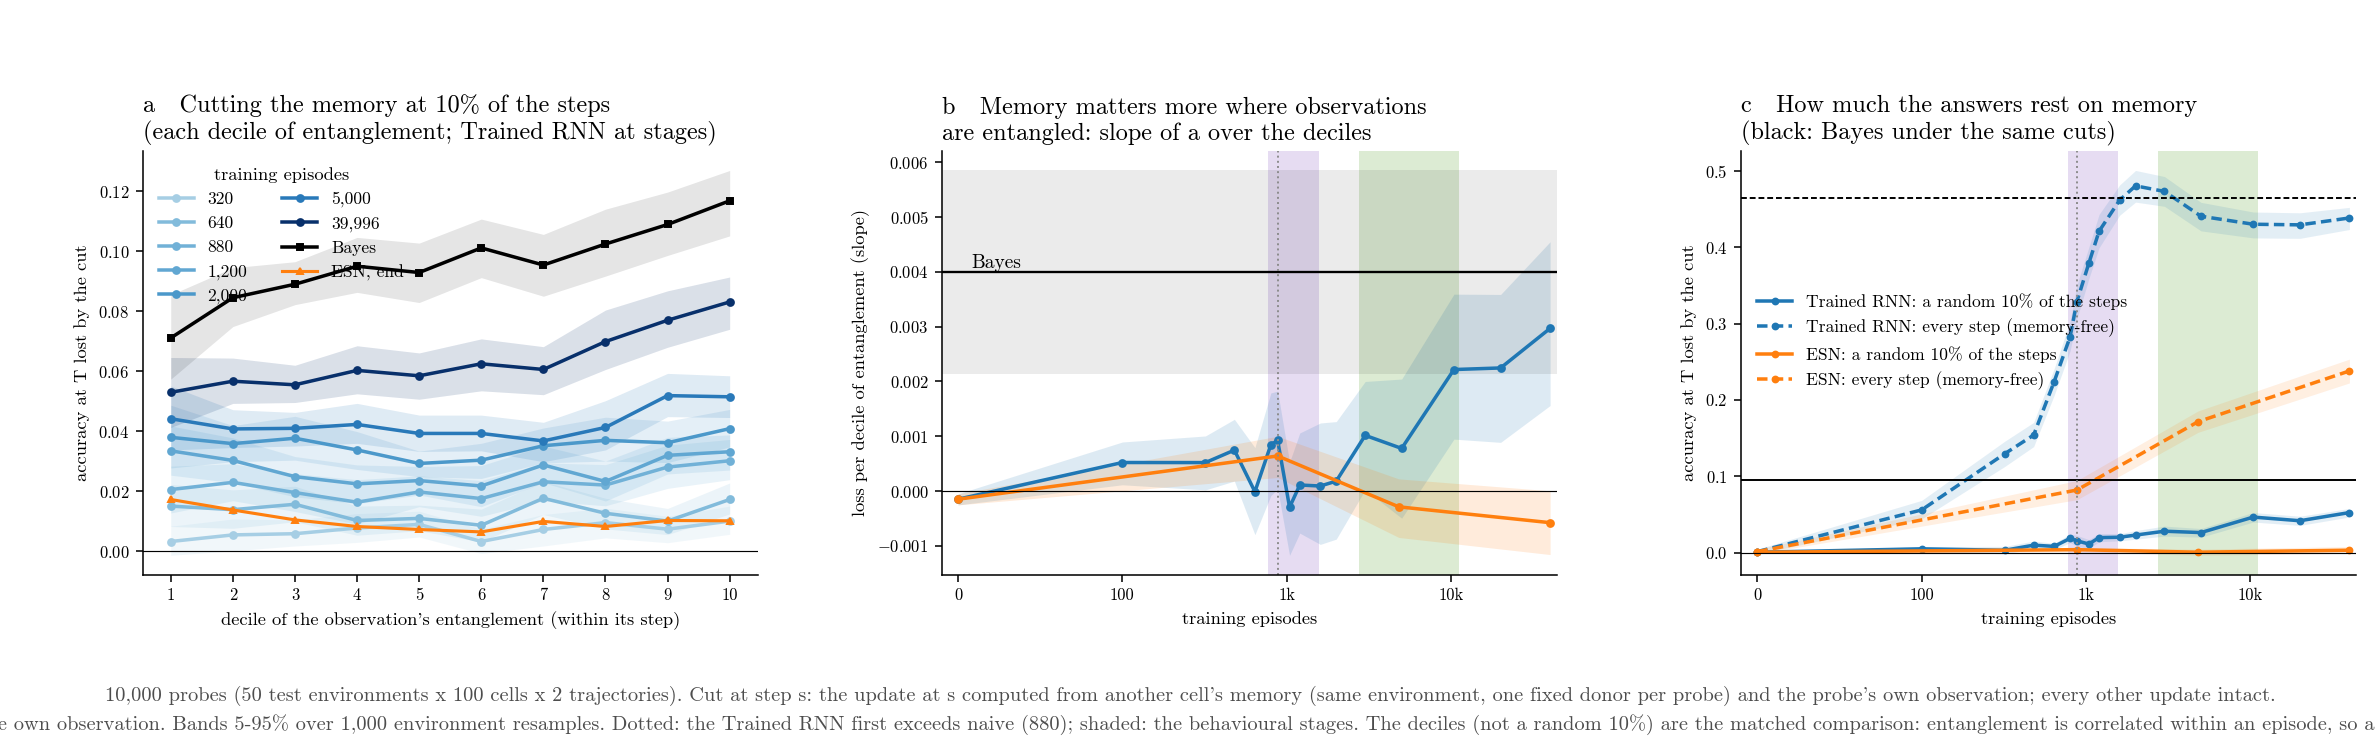 a Cutting the memory at 10% of the steps
(each decile of entanglement; Trained RNN at stages)
training episodes
320
640
880
1,200
2,000
5,000
39,996
Bayes
ESN, end
accuracy at T lost by the cut
0.12
0.10
0.08
0.06
0.04
0.02
0.00
1 2 3 4 5 6 7 8 9 10
decile of the observation's entanglement (within its step)
b Memory matters more where observations
are entangled: slope of a over the deciles
Bayes
loss per decile of entanglement (slope)
0.006
0.005
0.004
0.003
0.002
0.001
0.000
−0.001
0 100 1k 10k
training episodes
c How much the answers rest on memory
(black: Bayes under the same cuts)
Trained RNN: a random 10% of the steps
Trained RNN: every step (memory-free)
ESN: a random 10% of the steps
ESN: every step (memory-free)
accuracy at T lost by the cut
0.5
0.4
0.3
0.2
0.1
0.0
0 100 1k 10k
training episodes
10,000 probes (50 test environments x 100 cells x 2 trajectories). Cut at step s: the update at s computed from another cell's memory (same environment, one fixed donor per probe) and the probe's own observation; every other update intact.
e own observation. Bands 5-95% over 1,000 environment resamples. Dotted: the Trained RNN first exceeds naive (880); shaded: the behavioural stages. The deciles (not a random 10%) are the matched comparison: entanglement is correlated within an episode, so a